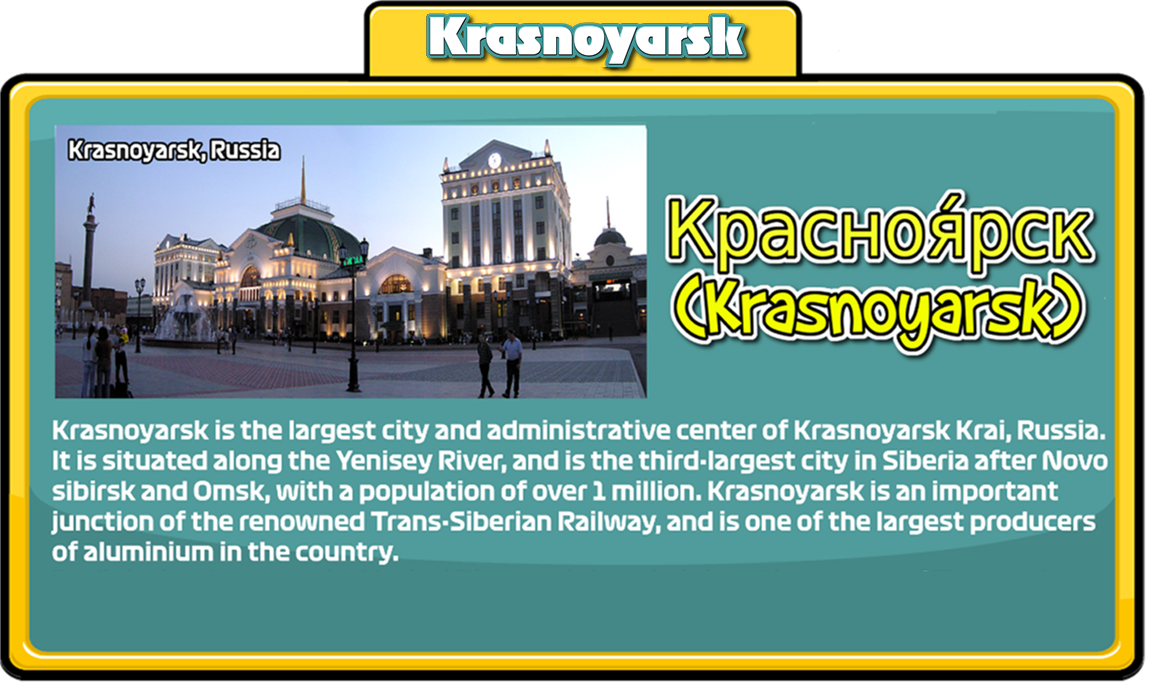 Krasnoyarsk
Krasnoyarsk, Russia
Красноя́рск
(Krasnoyarsk)
Krasnoyarsk is the largest city and administrative center of Krasnoyarsk Krai, Russia.
It is situated along the Yenisey River, and is the third-largest city in Siberia after Novo
sibirsk and Omsk, with a population of over 1 million. Krasnoyarsk is an important
junction of the renowned Trans-Siberian Railway, and is one of the largest producers
of aluminium in the country.